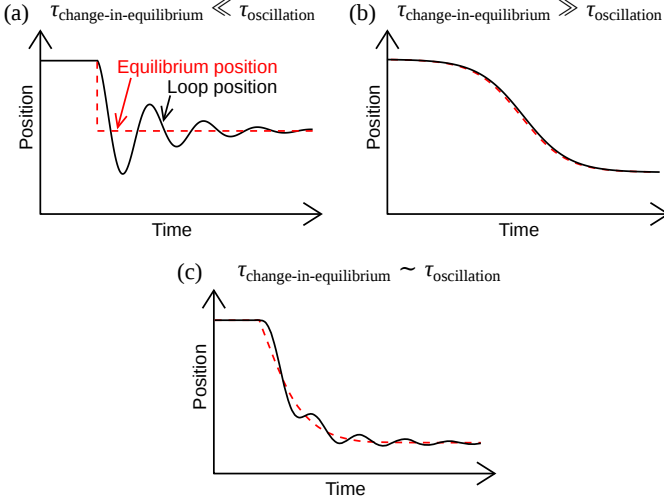 (a) τchange-in-equilibrium ≪ τoscillation
Equilibrium position
Loop position
Position
Time
(b) τchange-in-equilibrium ≫ τoscillation
Position
Time
(c) τchange-in-equilibrium ~ τoscillation
Position
Time